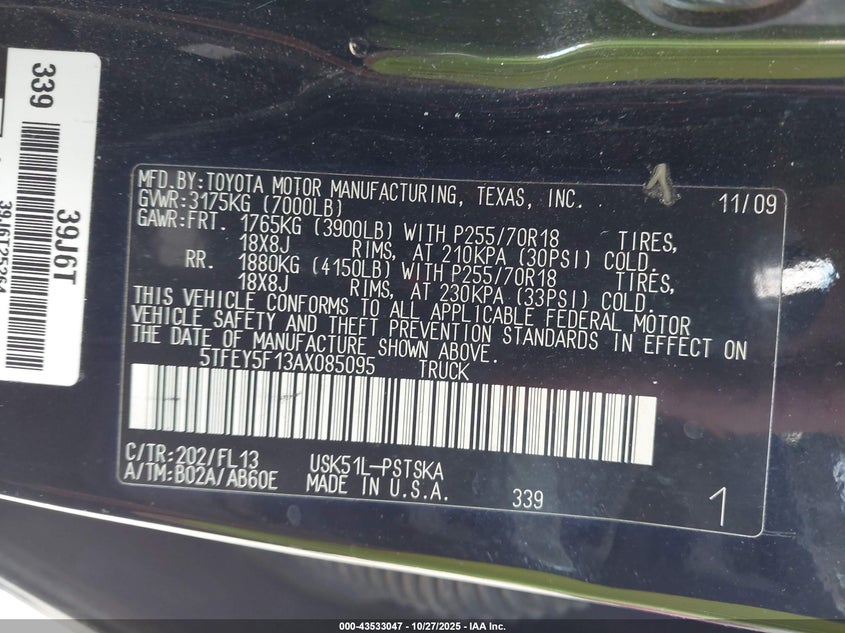 339
39J6T
39J6T25264
MFD.BY:TOYOTA MOTOR MANUFACTURING, TEXAS, INC. 11/09
GVWR:3175KG (7000LB)
GAWR:FRT. 1765KG (3900LB) WITH P255/70R18 TIRES,
18X8J RIMS, AT 210KPA (30PSI) COLD.
RR. 1880KG (4150LB) WITH P255/70R18 TIRES,
18X8J RIMS, AT 230KPA (33PSI) COLD.
THIS VEHICLE CONFORMS TO ALL APPLICABLE FEDERAL MOTOR
VEHICLE SAFETY AND THEFT PREVENTION STANDARDS IN EFFECT ON
THE DATE OF MANUFACTURE SHOWN ABOVE.
5TFEY5F13AX085095 TRUCK
C/TR:202/FL13 USK51L-PSTSKA
A/TM:B02A/AB60E MADE IN U.S.A. 339 1
000-43533047 - 10/27/2025 - IAA Inc.